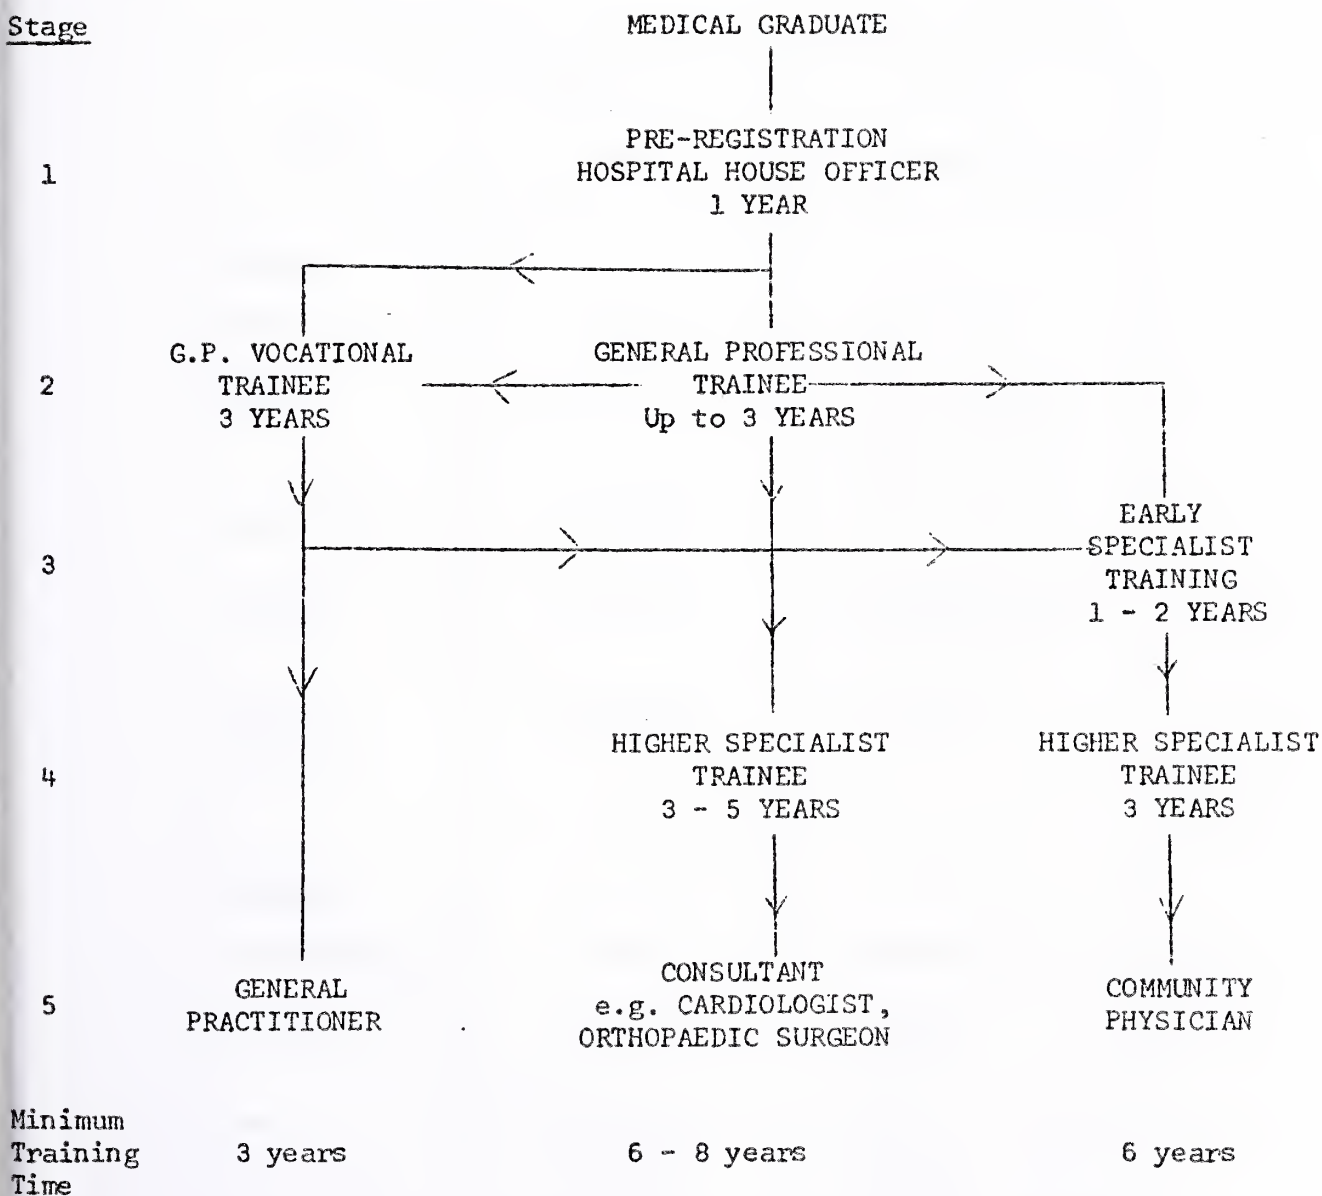 Stage
MEDICAL GRADUATE
1
PRE-REGISTRATION
HOSPITAL HOUSE OFFICER
1 YEAR
2
G.P. VOCATIONAL
TRAINEE
3 YEARS
GENERAL PROFESSIONAL
TRAINEE
Up to 3 YEARS
3
EARLY
SPECIALIST
TRAINING
1 - 2 YEARS
4
HIGHER SPECIALIST
TRAINEE
3 - 5 YEARS
HIGHER SPECIALIST
TRAINEE
3 YEARS
5
GENERAL
PRACTITIONER
CONSULTANT
e.g. CARDIOLOGIST,
ORTHOPAEDIC SURGEON
COMMUNITY
PHYSICIAN
Minimum
Training
Time
3 years
6 - 8 years
6 years